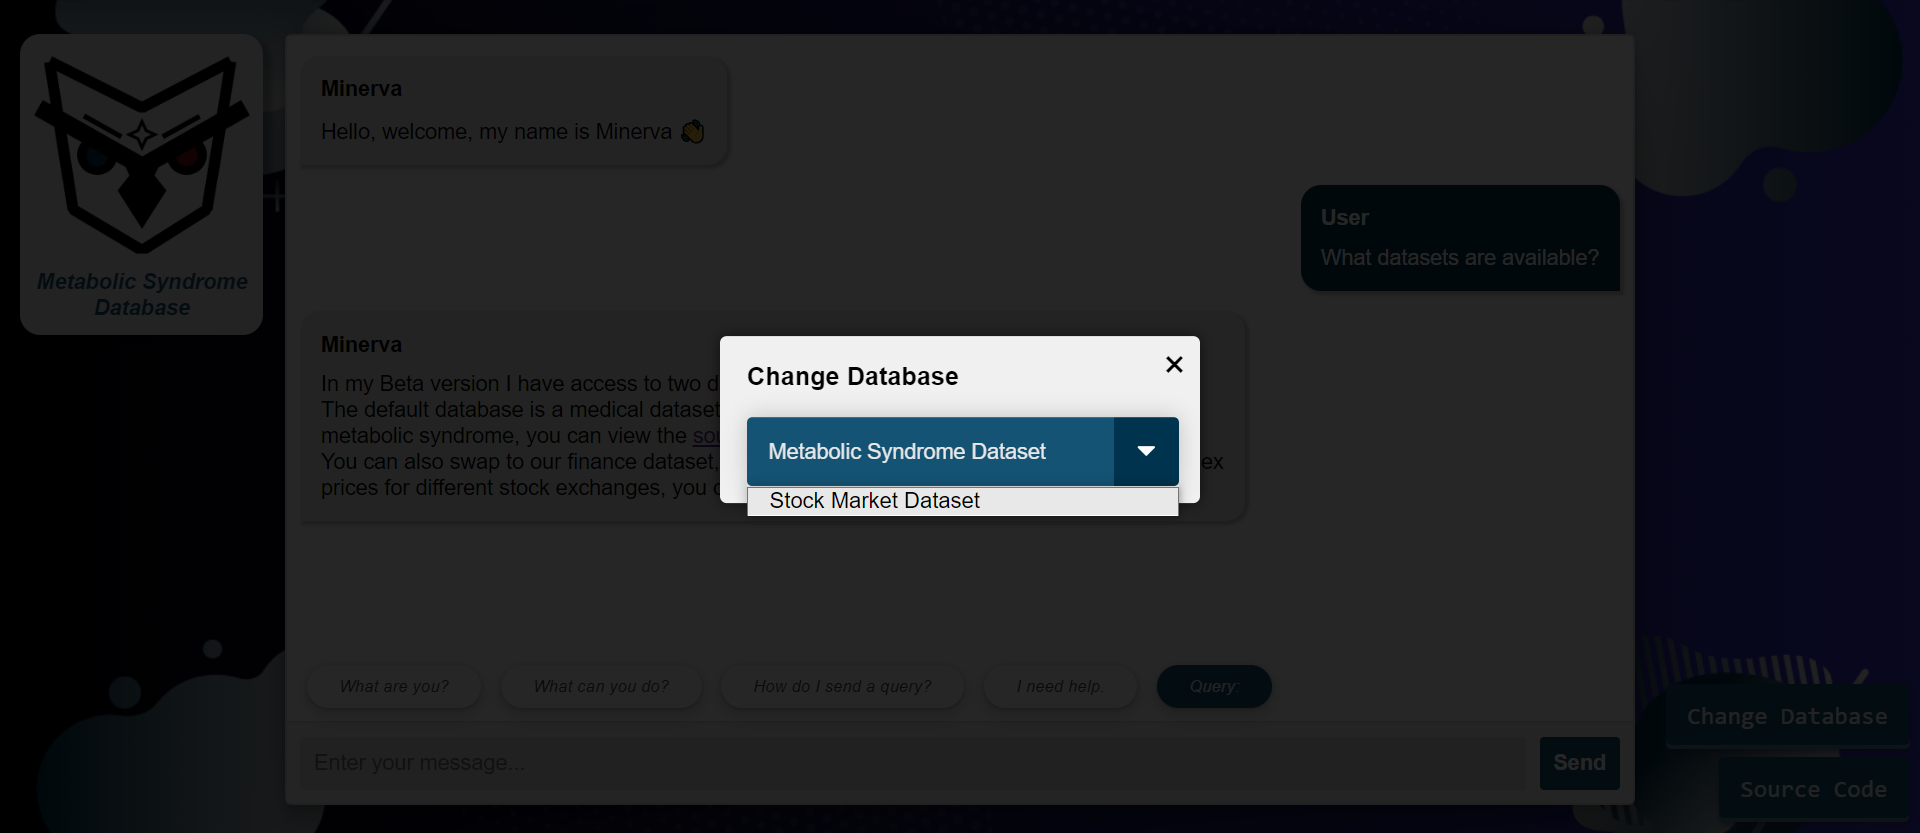 Metabolic Syndrome
Database
Minerva
Hello, welcome, my name is Minerva 👋
User
What datasets are available?
Minerva
In my Beta version I have access to two d
The default database is a medical dataset
metabolic syndrome, you can view the sou
You can also swap to our finance dataset, ex
prices for different stock exchanges, you c
Change Database
Metabolic Syndrome Dataset
Stock Market Dataset
What are you?
What can you do?
How do I send a query?
I need help.
Query:
Enter your message...
Send
Change Database
Source Code